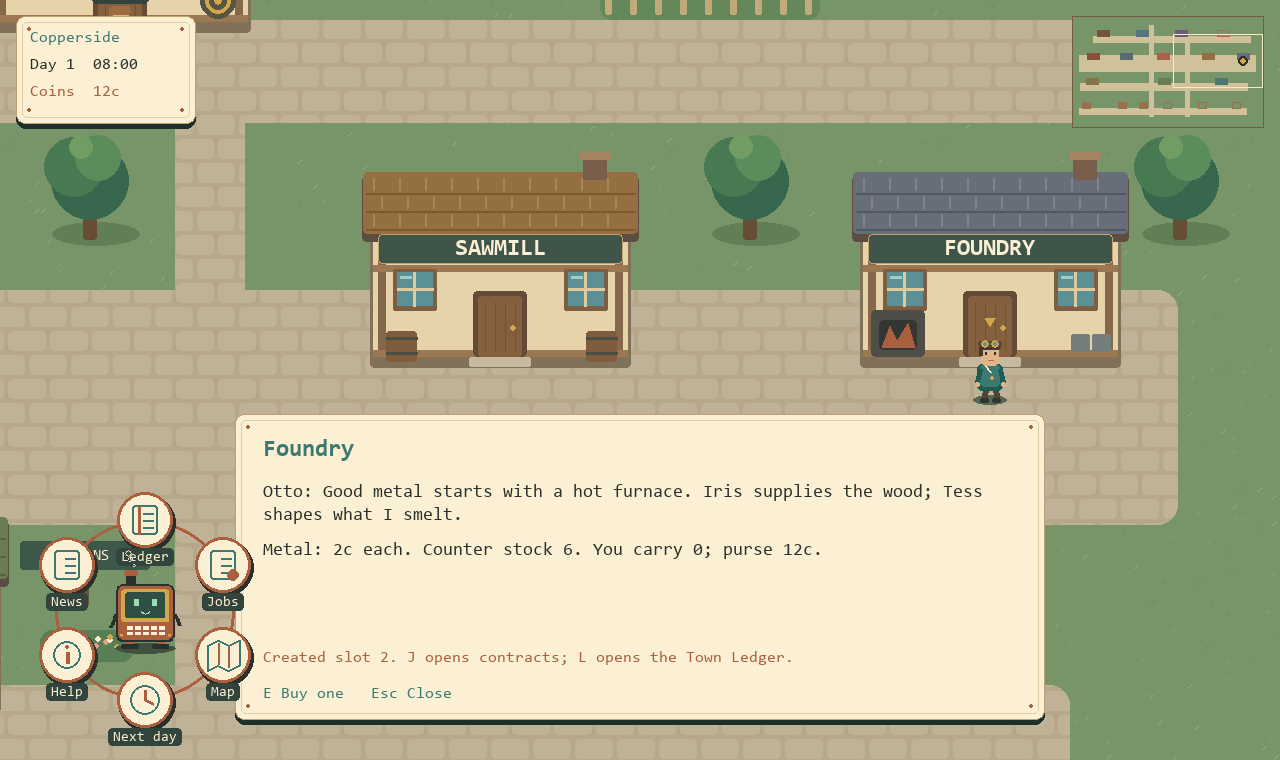 Copperside
Day 1 08:00
Coins 12c
SAWMILL
FOUNDRY
Foundry
Otto: Good metal starts with a hot furnace. Iris supplies the wood; Tess
shapes what I smelt.
Metal: 2c each. Counter stock 6. You carry 0; purse 12c.
Created slot 2. J opens contracts; L opens the Town Ledger.
E Buy one Esc Close
Ledger
News
Jobs
Help
Map
Next day